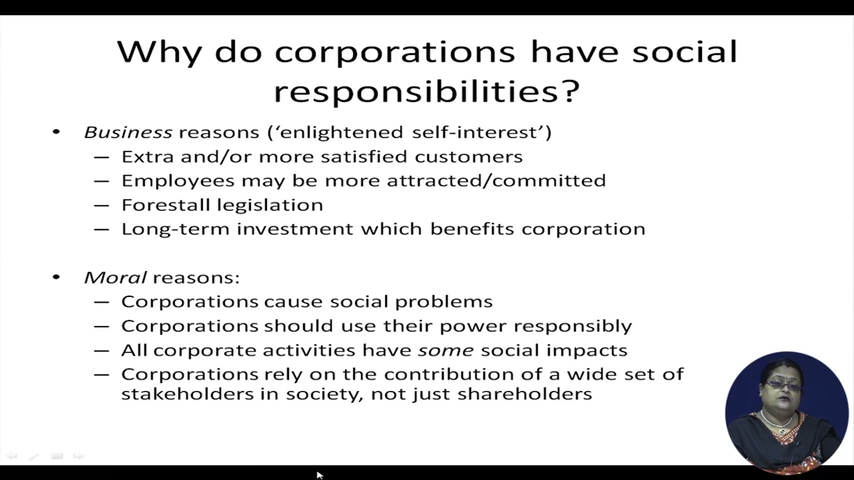 Why do corporations have social
responsibilities?
• Business reasons ('enlightened self-interest')
– Extra and/or more satisfied customers
– Employees may be more attracted/committed
– Forestall legislation
– Long-term investment which benefits corporation
• Moral reasons:
– Corporations cause social problems
– Corporations should use their power responsibly
– All corporate activities have some social impacts
– Corporations rely on the contribution of a wide set of
stakeholders in society, not just shareholders